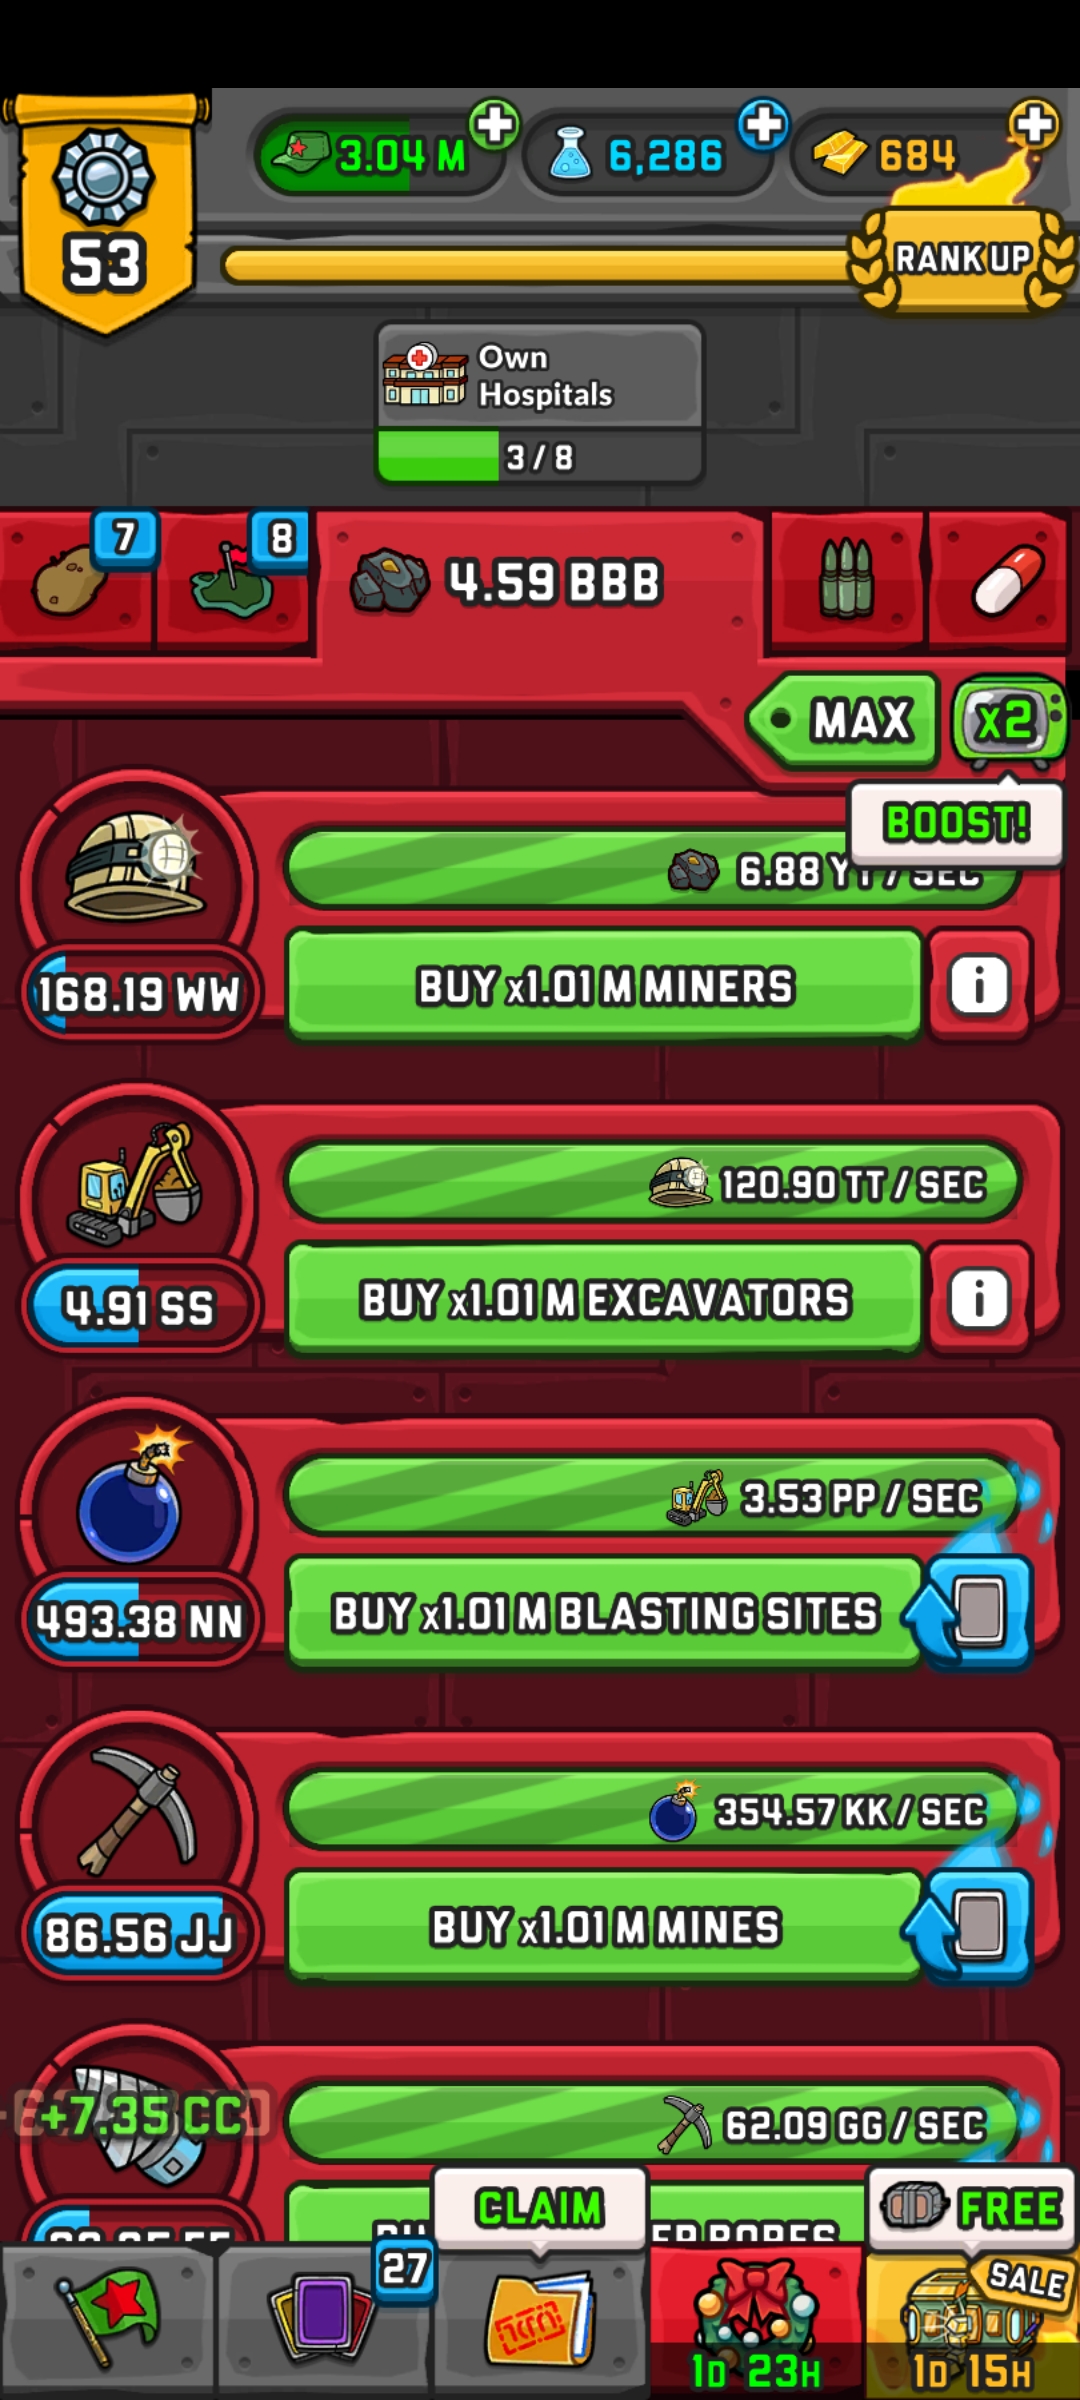 3.04 M
6,286
684
53
RANK UP
Own
Hospitals
3 / 8
7
8
4.59 BBB
MAX
x2
BOOST!
6.88 YY / SEC
168.19 WW
BUY x1.01 M MINERS
i
120.90 TT / SEC
4.91 SS
BUY x1.01 M EXCAVATORS
i
3.53 PP / SEC
493.38 NN
BUY x1.01 M BLASTING SITES
354.57 KK / SEC
86.56 JJ
BUY x1.01 M MINES
+7.35 CC
62.09 GG / SEC
CLAIM
FREE
27
SALE
1D 23H
1D 15H